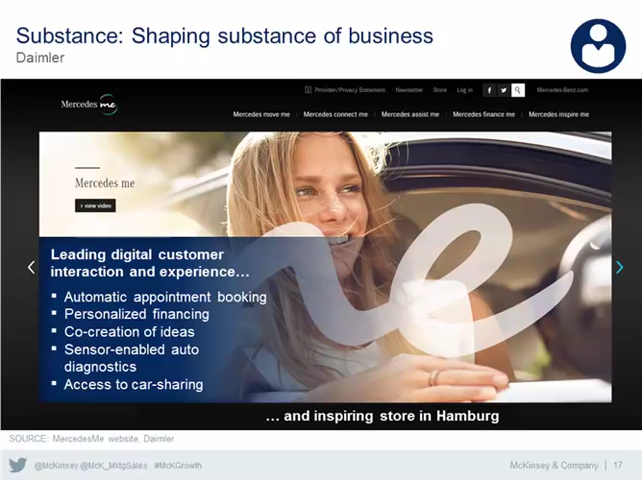 Substance: Shaping substance of business
Daimler
Provider/Privacy Statement Newsletter Store Log in Mercedes-Benz.com
Mercedes me
Mercedes move me Mercedes connect me Mercedes assist me Mercedes finance me Mercedes inspire me
Mercedes me
› view video
me
Leading digital customer
interaction and experience…
▪ Automatic appointment booking
▪ Personalized financing
▪ Co-creation of ideas
▪ Sensor-enabled auto
diagnostics
▪ Access to car-sharing
… and inspiring store in Hamburg
SOURCE: MercedesMe website, Daimler
@McKinsey @McK_MktgSales #McKGrowth
McKinsey & Company | 17